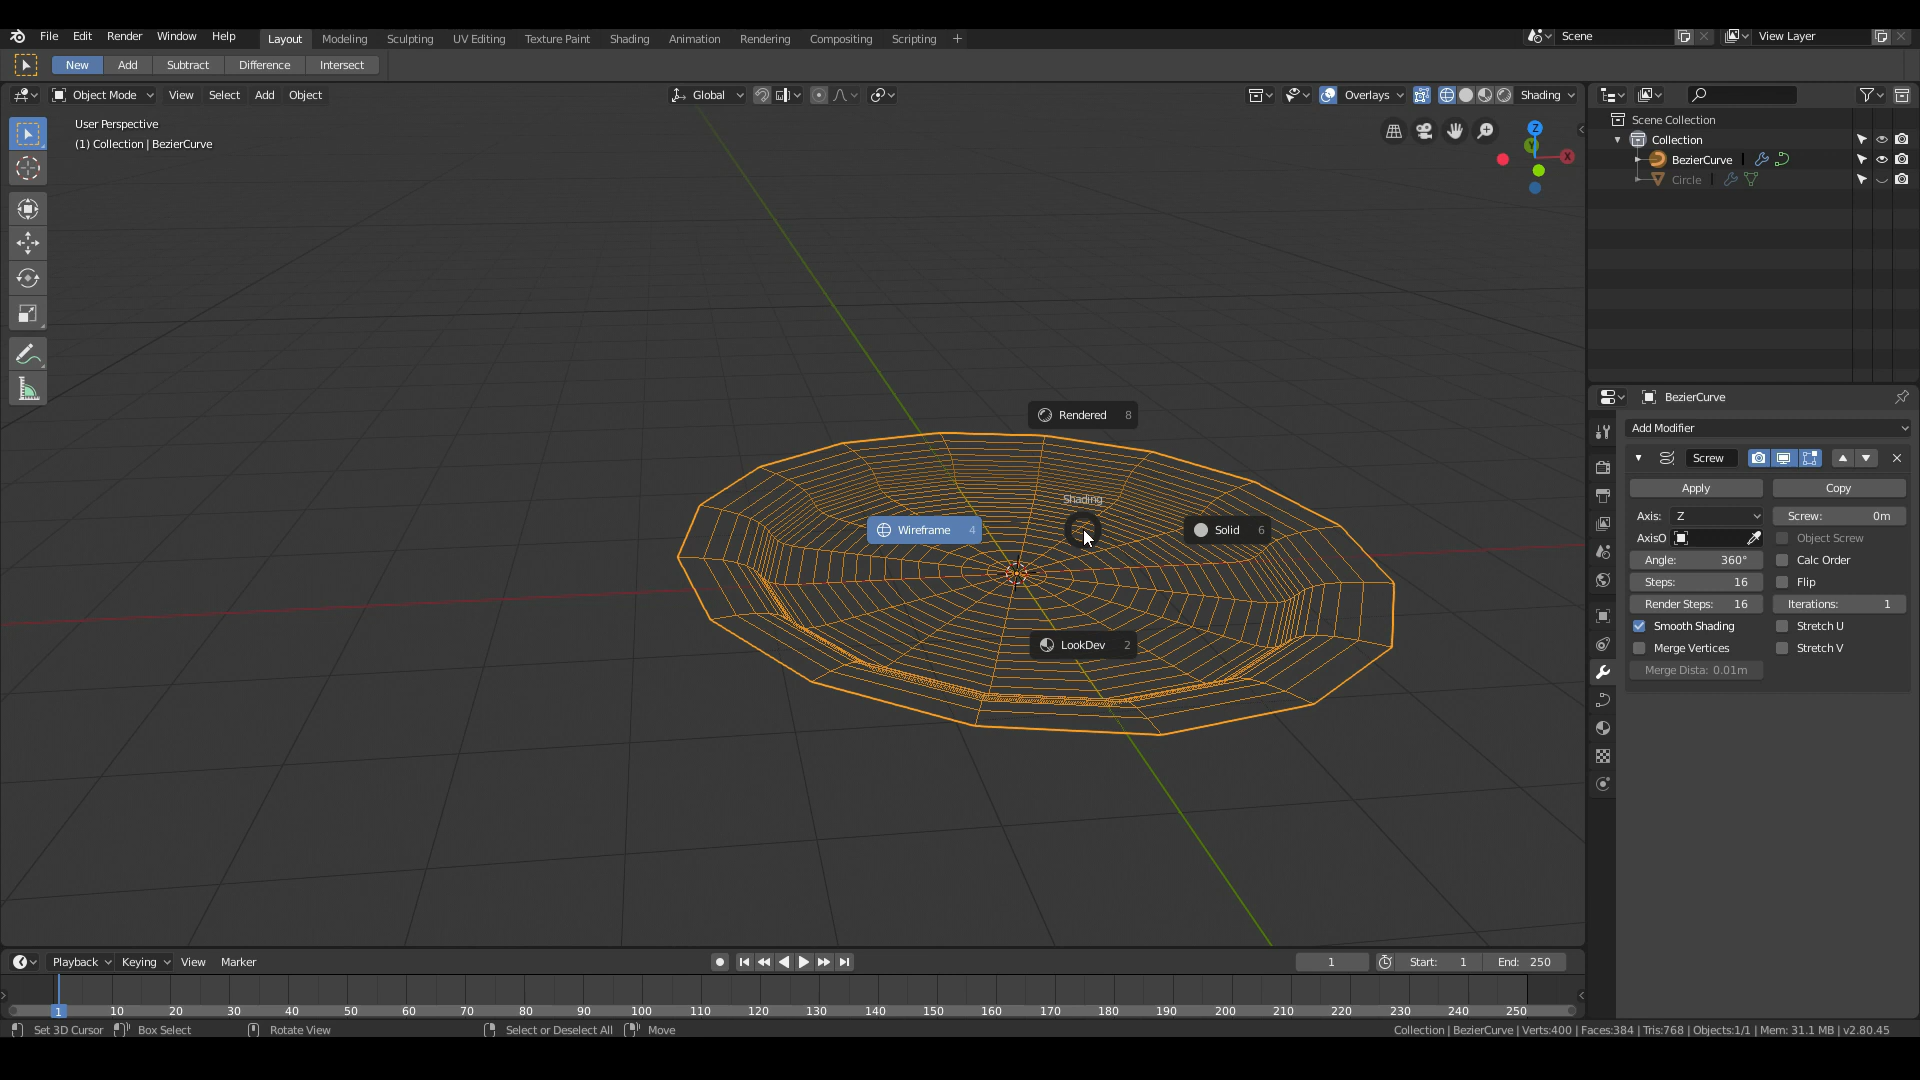 File Edit Render Window Help Layout Modeling Sculpting UV Editing Texture Paint Shading Animation Rendering Compositing Scripting + Scene View Layer
New Add Subtract Difference Intersect
Object Mode View Select Add Object Global Overlays Shading
User Perspective
(1) Collection | BezierCurve
Z
Y
X
Scene Collection
Collection
BezierCurve
Circle
BezierCurve
Add Modifier
Screw
Apply Copy
Axis: Z Screw: 0m
AxisO Object Screw
Angle: 360° Calc Order
Steps: 16 Flip
Render Steps: 16 Iterations: 1
Smooth Shading Stretch U
Merge Vertices Stretch V
Merge Dista: 0.01m
Rendered 8
Shading
Wireframe 4 Solid 6
LookDev 2
Playback Keying View Marker 1 Start: 1 End: 250
1 10 20 30 40 50 60 70 80 90 100 110 120 130 140 150 160 170 180 190 200 210 220 230 240 250
Set 3D Cursor Box Select Rotate View Select or Deselect All Move Collection | BezierCurve | Verts:400 | Faces:384 | Tris:768 | Objects:1/1 | Mem: 31.1 MB | v2.80.45